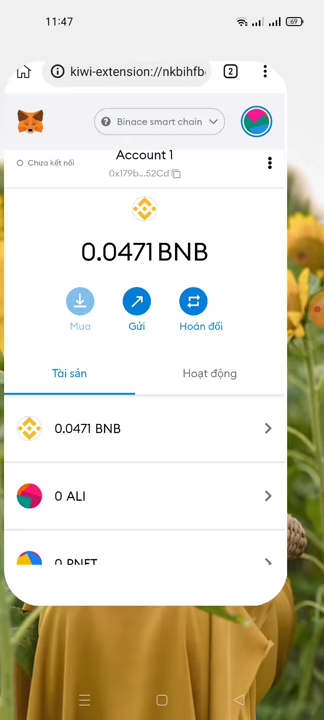 11:47
69
kiwi-extension://nkbihfb
2
Binace smart chain
Chưa kết nối
Account 1
0x179b...52Cd
0.0471 BNB
Mua
Gửi
Hoán đổi
Tài sản
Hoạt động
0.0471 BNB
0 ALI
0 PNFT